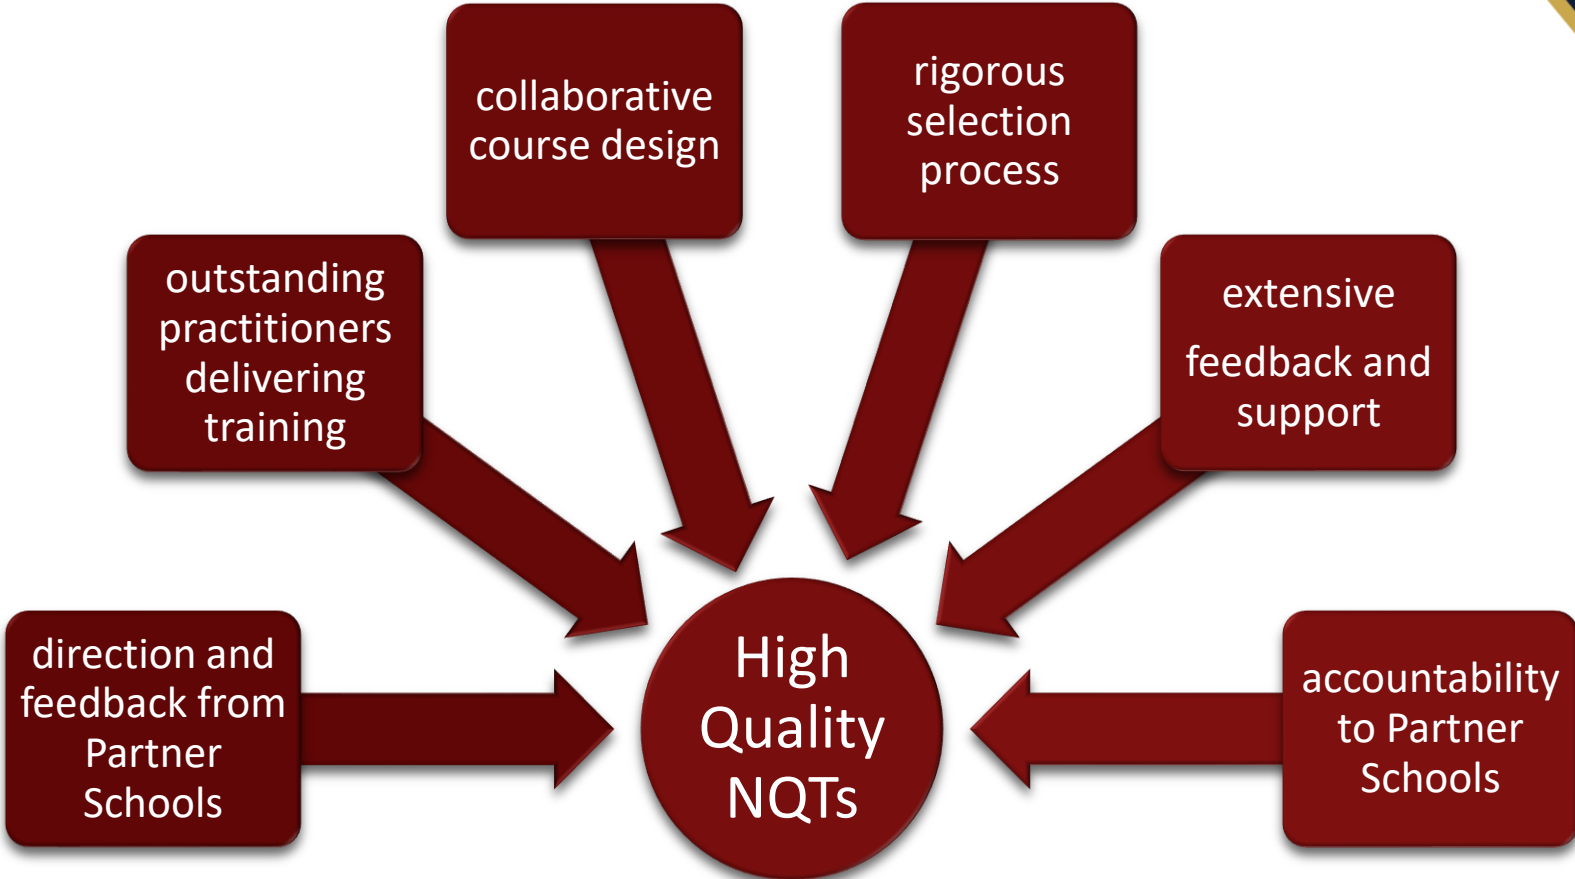 collaborative
course design
rigorous
selection
process
outstanding
practitioners
delivering
training
extensive
feedback and
support
direction and
feedback from
Partner
Schools
High
Quality
NQTs
accountability
to Partner
Schools